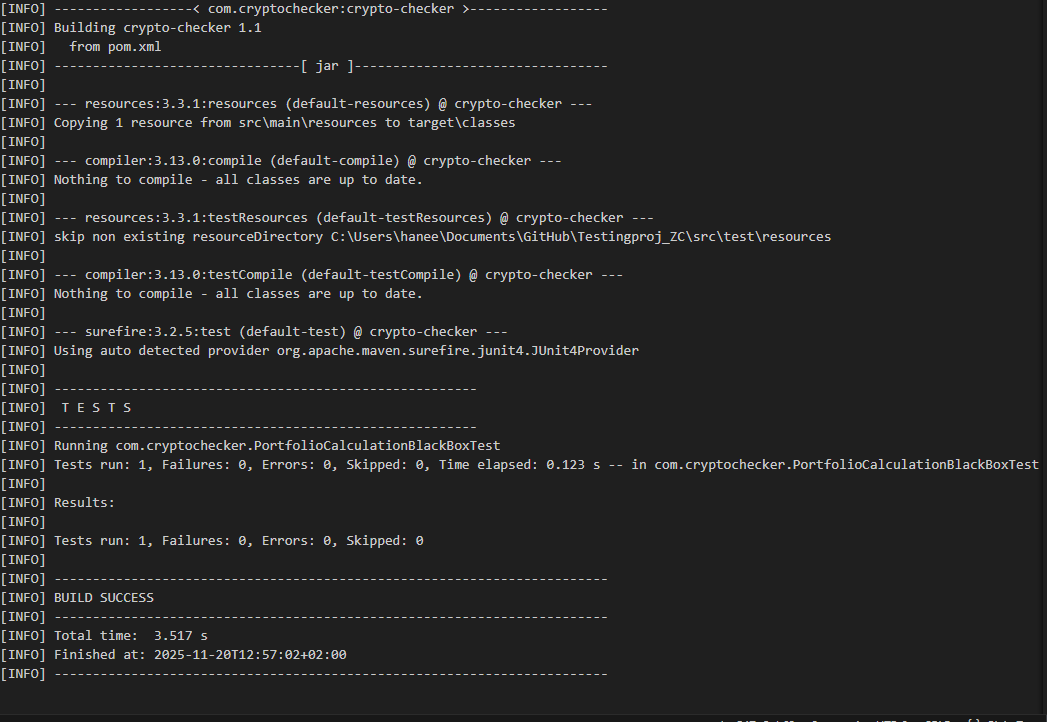 [INFO] ------------------< com.cryptochecker:crypto-checker >------------------
[INFO] Building crypto-checker 1.1
[INFO]   from pom.xml
[INFO] --------------------------------[ jar ]---------------------------------
[INFO]
[INFO] --- resources:3.3.1:resources (default-resources) @ crypto-checker ---
[INFO] Copying 1 resource from src\main\resources to target\classes
[INFO]
[INFO] --- compiler:3.13.0:compile (default-compile) @ crypto-checker ---
[INFO] Nothing to compile - all classes are up to date.
[INFO]
[INFO] --- resources:3.3.1:testResources (default-testResources) @ crypto-checker ---
[INFO] skip non existing resourceDirectory C:\Users\hanee\Documents\GitHub\Testingproj_ZC\src\test\resources
[INFO]
[INFO] --- compiler:3.13.0:testCompile (default-testCompile) @ crypto-checker ---
[INFO] Nothing to compile - all classes are up to date.
[INFO]
[INFO] --- surefire:3.2.5:test (default-test) @ crypto-checker ---
[INFO] Using auto detected provider org.apache.maven.surefire.junit4.JUnit4Provider
[INFO]
[INFO] -------------------------------------------------------
[INFO]  T E S T S
[INFO] -------------------------------------------------------
[INFO] Running com.cryptochecker.PortfolioCalculationBlackBoxTest
[INFO] Tests run: 1, Failures: 0, Errors: 0, Skipped: 0, Time elapsed: 0.123 s -- in com.cryptochecker.PortfolioCalculationBlackBoxTest
[INFO]
[INFO] Results:
[INFO]
[INFO] Tests run: 1, Failures: 0, Errors: 0, Skipped: 0
[INFO]
[INFO] ------------------------------------------------------------------------
[INFO] BUILD SUCCESS
[INFO] ------------------------------------------------------------------------
[INFO] Total time:  3.517 s
[INFO] Finished at: 2025-11-20T12:57:02+02:00
[INFO] ------------------------------------------------------------------------